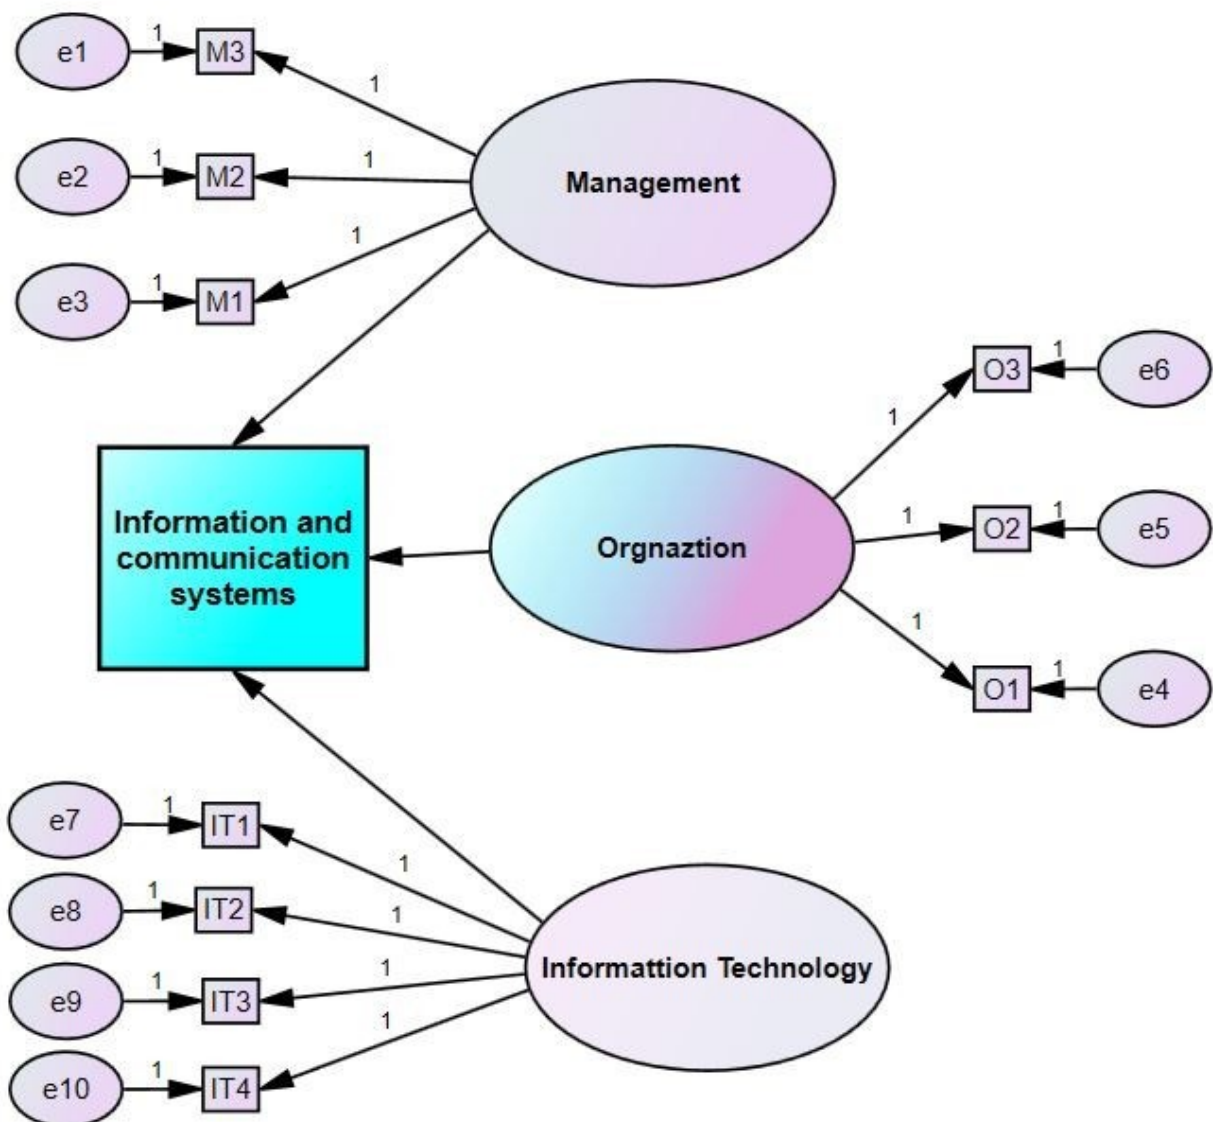 e1
1
M3
1
e2
1
M2
1
Management
e3
1
M1
1
O3
1
e6
1
Information and
communication
systems
Orgnaztion
1
O2
1
e5
1
O1
1
e4
e7
1
IT1
1
e8
1
IT2
1
Informattion Technology
e9
1
IT3
1
e10
1
IT4
1